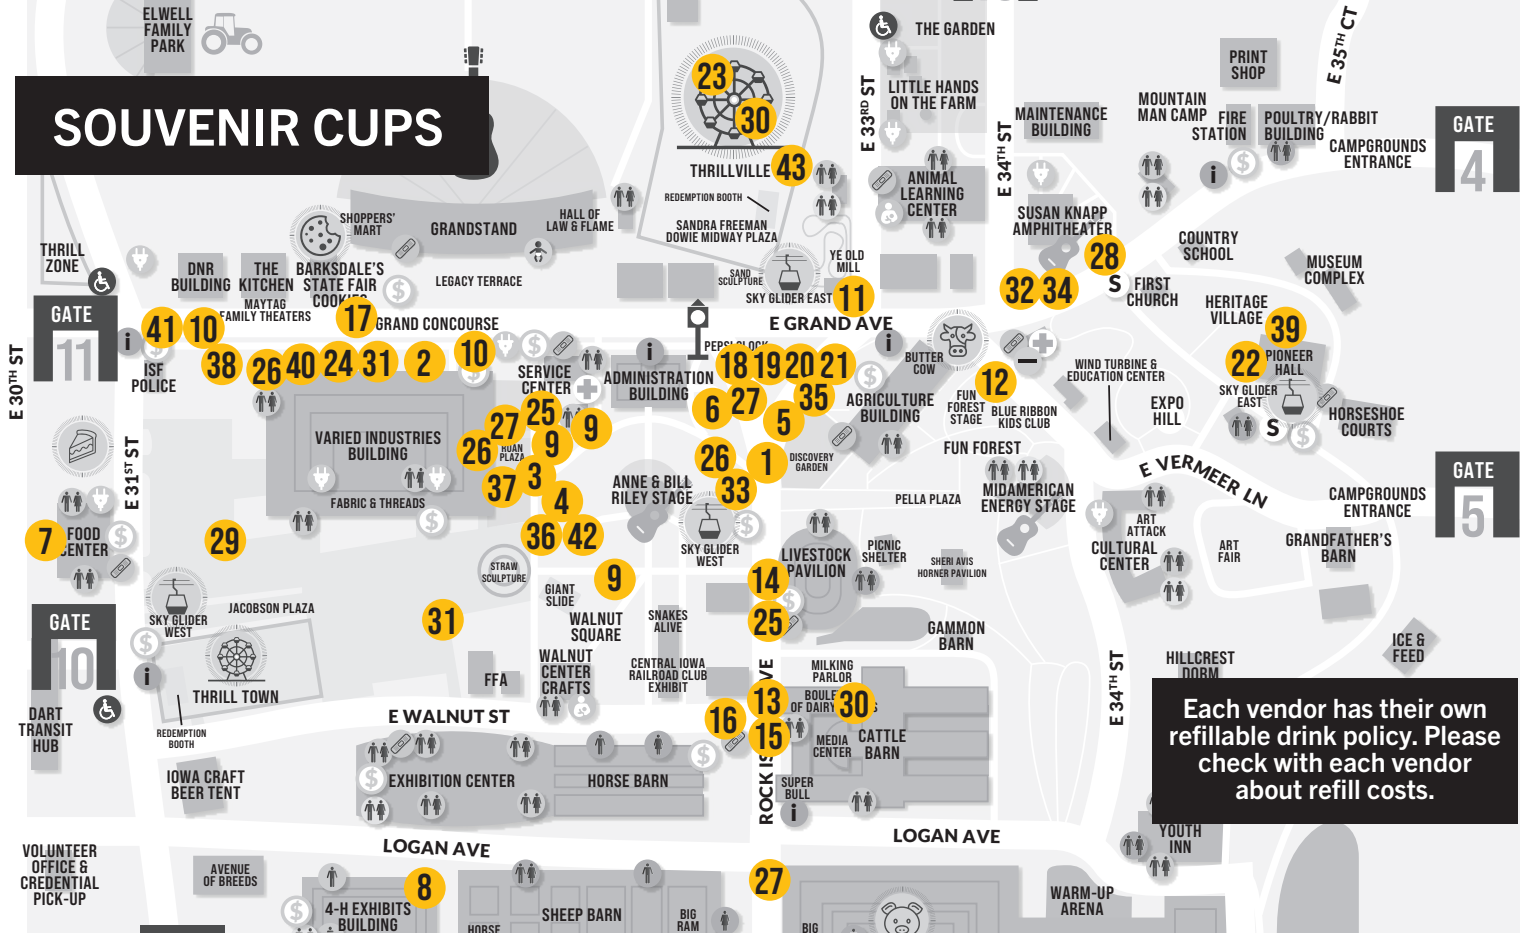 ELWELL
FAMILY
PARK
SOUVENIR CUPS
THE GARDEN
E 33RD ST
LITTLE HANDS
ON THE FARM
E 34TH ST
MAINTENANCE
BUILDING
MOUNTAIN
MAN CAMP
PRINT
SHOP
E 35TH CT
FIRE
STATION
POULTRY/RABBIT
BUILDING
CAMPGROUNDS
ENTRANCE
GATE
4
23
30
THRILLVILLE
43
REDEMPTION BOOTH
SANDRA FREEMAN
DOWIE MIDWAY PLAZA
ANIMAL
LEARNING
CENTER
i
SUSAN KNAPP
AMPHITHEATER
28
COUNTRY
SCHOOL
MUSEUM
COMPLEX
SHOPPERS'
MART
GRANDSTAND
HALL OF
LAW & FLAME
THRILL
ZONE
DNR
BUILDING
THE
KITCHEN
BARKSDALE'S
STATE FAIR
COOKIES
MAYTAG
FAMILY THEATERS
LEGACY TERRACE
SAND
SCULPTURE
SKY GLIDER EAST
YE OLD
MILL
11
32
34
S
FIRST
CHURCH
HERITAGE
VILLAGE
39
22
PIONEER
HALL
SKY GLIDER
EAST
HORSESHOE
COURTS
S
GATE
11
E 30TH ST
i
41
10
17
GRAND CONCOURSE
E GRAND AVE
ISF
POLICE
38
26
40
24
31
2
10
SERVICE
CENTER
i
ADMINISTRATION
BUILDING
PEPSI CLOCK
18
19
20
21
i
BUTTER
COW
12
FUN
FOREST
STAGE
BLUE RIBBON
KIDS CLUB
WIND TURBINE &
EDUCATION CENTER
EXPO
HILL
6
27
5
35
AGRICULTURE
BUILDING
DISCOVERY
GARDEN
FUN FOREST
E 31ST ST
VARIED INDUSTRIES
BUILDING
FABRIC & THREADS
27
25
9
9
26
RUAN
PLAZA
37
3
4
36
42
ANNE & BILL
RILEY STAGE
26
1
33
SKY GLIDER
WEST
PELLA PLAZA
MIDAMERICAN
ENERGY STAGE
E VERMEER LN
CAMPGROUNDS
ENTRANCE
GATE
5
7
FOOD
CENTER
29
STRAW
SCULPTURE
9
GIANT
SLIDE
WALNUT
SQUARE
SNAKES
ALIVE
14
25
LIVESTOCK
PAVILION
PICNIC
SHELTER
SHERI AVIS
HORNER PAVILION
ART
ATTACK
CULTURAL
CENTER
ART
FAIR
GRANDFATHER'S
BARN
GATE
10
SKY GLIDER
WEST
JACOBSON PLAZA
31
GAMMON
BARN
ICE &
FEED
i
THRILL TOWN
REDEMPTION
BOOTH
DART
TRANSIT
HUB
FFA
WALNUT
CENTER
CRAFTS
CENTRAL IOWA
RAILROAD CLUB
EXHIBIT
E 34TH ST
HILLCREST
DORM
E WALNUT ST
16
13
15
MILKING
PARLOR
30
MEDIA
CENTER
CATTLE
BARN
SUPER
BULL
i
Each vendor has their own
refillable drink policy. Please
check with each vendor
about refill costs.
IOWA CRAFT
BEER TENT
EXHIBITION CENTER
HORSE BARN
LOGAN AVE
LOGAN AVE
YOUTH
INN
VOLUNTEER
OFFICE &
CREDENTIAL
PICK-UP
AVENUE
OF BREEDS
8
4-H EXHIBITS
BUILDING
HORSE
SHEEP BARN
BIG
RAM
27
BIG
WARM-UP
ARENA